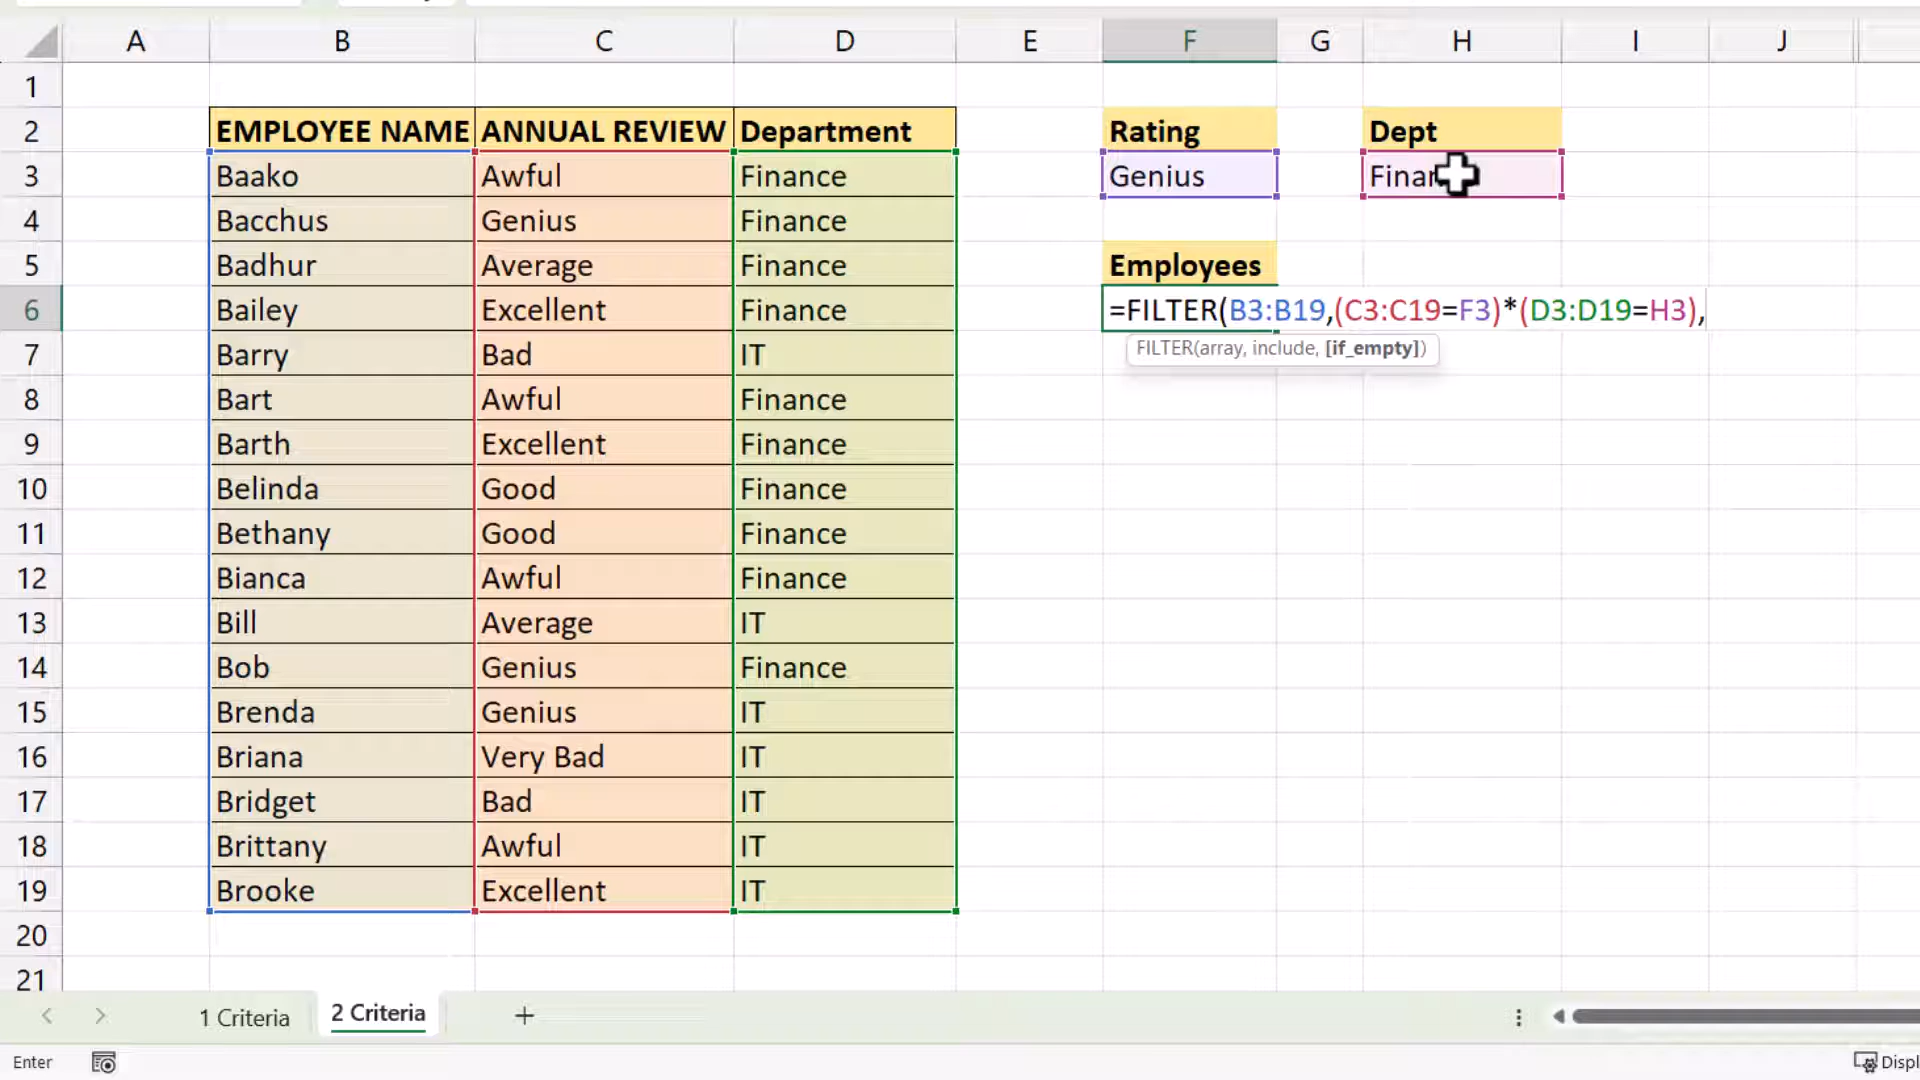 A B C D E F G H I J
1
2 EMPLOYEE NAME ANNUAL REVIEW Department Rating Dept
3 Baako Awful Finance Genius
4 Bacchus Genius Finance
5 Badhur Average Finance Employees
6 Bailey Excellent Finance =FILTER(B3:B19,(C3:C19=F3)*(D3:D19=H3),
FILTER(array, include, [if_empty])
7 Barry Bad IT
8 Bart Awful Finance
9 Barth Excellent Finance
10 Belinda Good Finance
11 Bethany Good Finance
12 Bianca Awful Finance
13 Bill Average IT
14 Bob Genius Finance
15 Brenda Genius IT
16 Briana Very Bad IT
17 Bridget Bad IT
18 Brittany Awful IT
19 Brooke Excellent IT
20
21
1 Criteria 2 Criteria
Enter